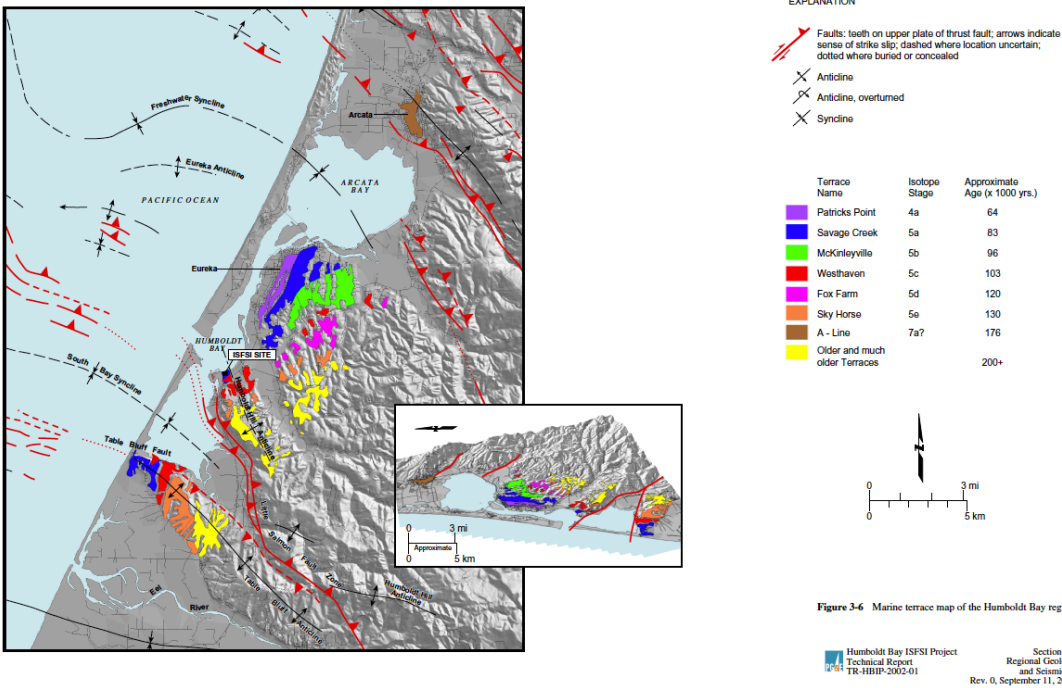 EXPLANATION
Faults: teeth on upper plate of thrust fault; arrows indicate
sense of strike slip; dashed where location uncertain;
dotted where buried or concealed
Anticline
Anticline, overturned
Syncline
Terrace Name Isotope Stage Approximate Age (x 1000 yrs.)
Patricks Point 4a 64
Savage Creek 5a 83
McKinleyville 5b 96
Westhaven 5c 103
Fox Farm 5d 120
Sky Horse 5e 130
A - Line 7a? 176
Older and much
older Terraces 200+
N
0 3 mi
0 5 km
Freshwater Syncline
Arcata
Eureka Anticline
ARCATA
BAY
PACIFIC OCEAN
Eureka
HUMBOLDT
BAY
ISFSI SITE
South Bay Syncline
Humboldt Hill Anticline
Table Bluff Fault
Little Salmon Fault Zone
Humboldt Hill
Anticline
Table Bluff Anticline
Eel River
N
0 3 mi
Approximate
0 5 km
Figure 3-6 Marine terrace map of the Humboldt Bay reg
PG&E
Humboldt Bay ISFSI Project
Technical Report
TR-HBIP-2002-01
Section
Regional Geol
and Seismi
Rev. 0, September 11, 2